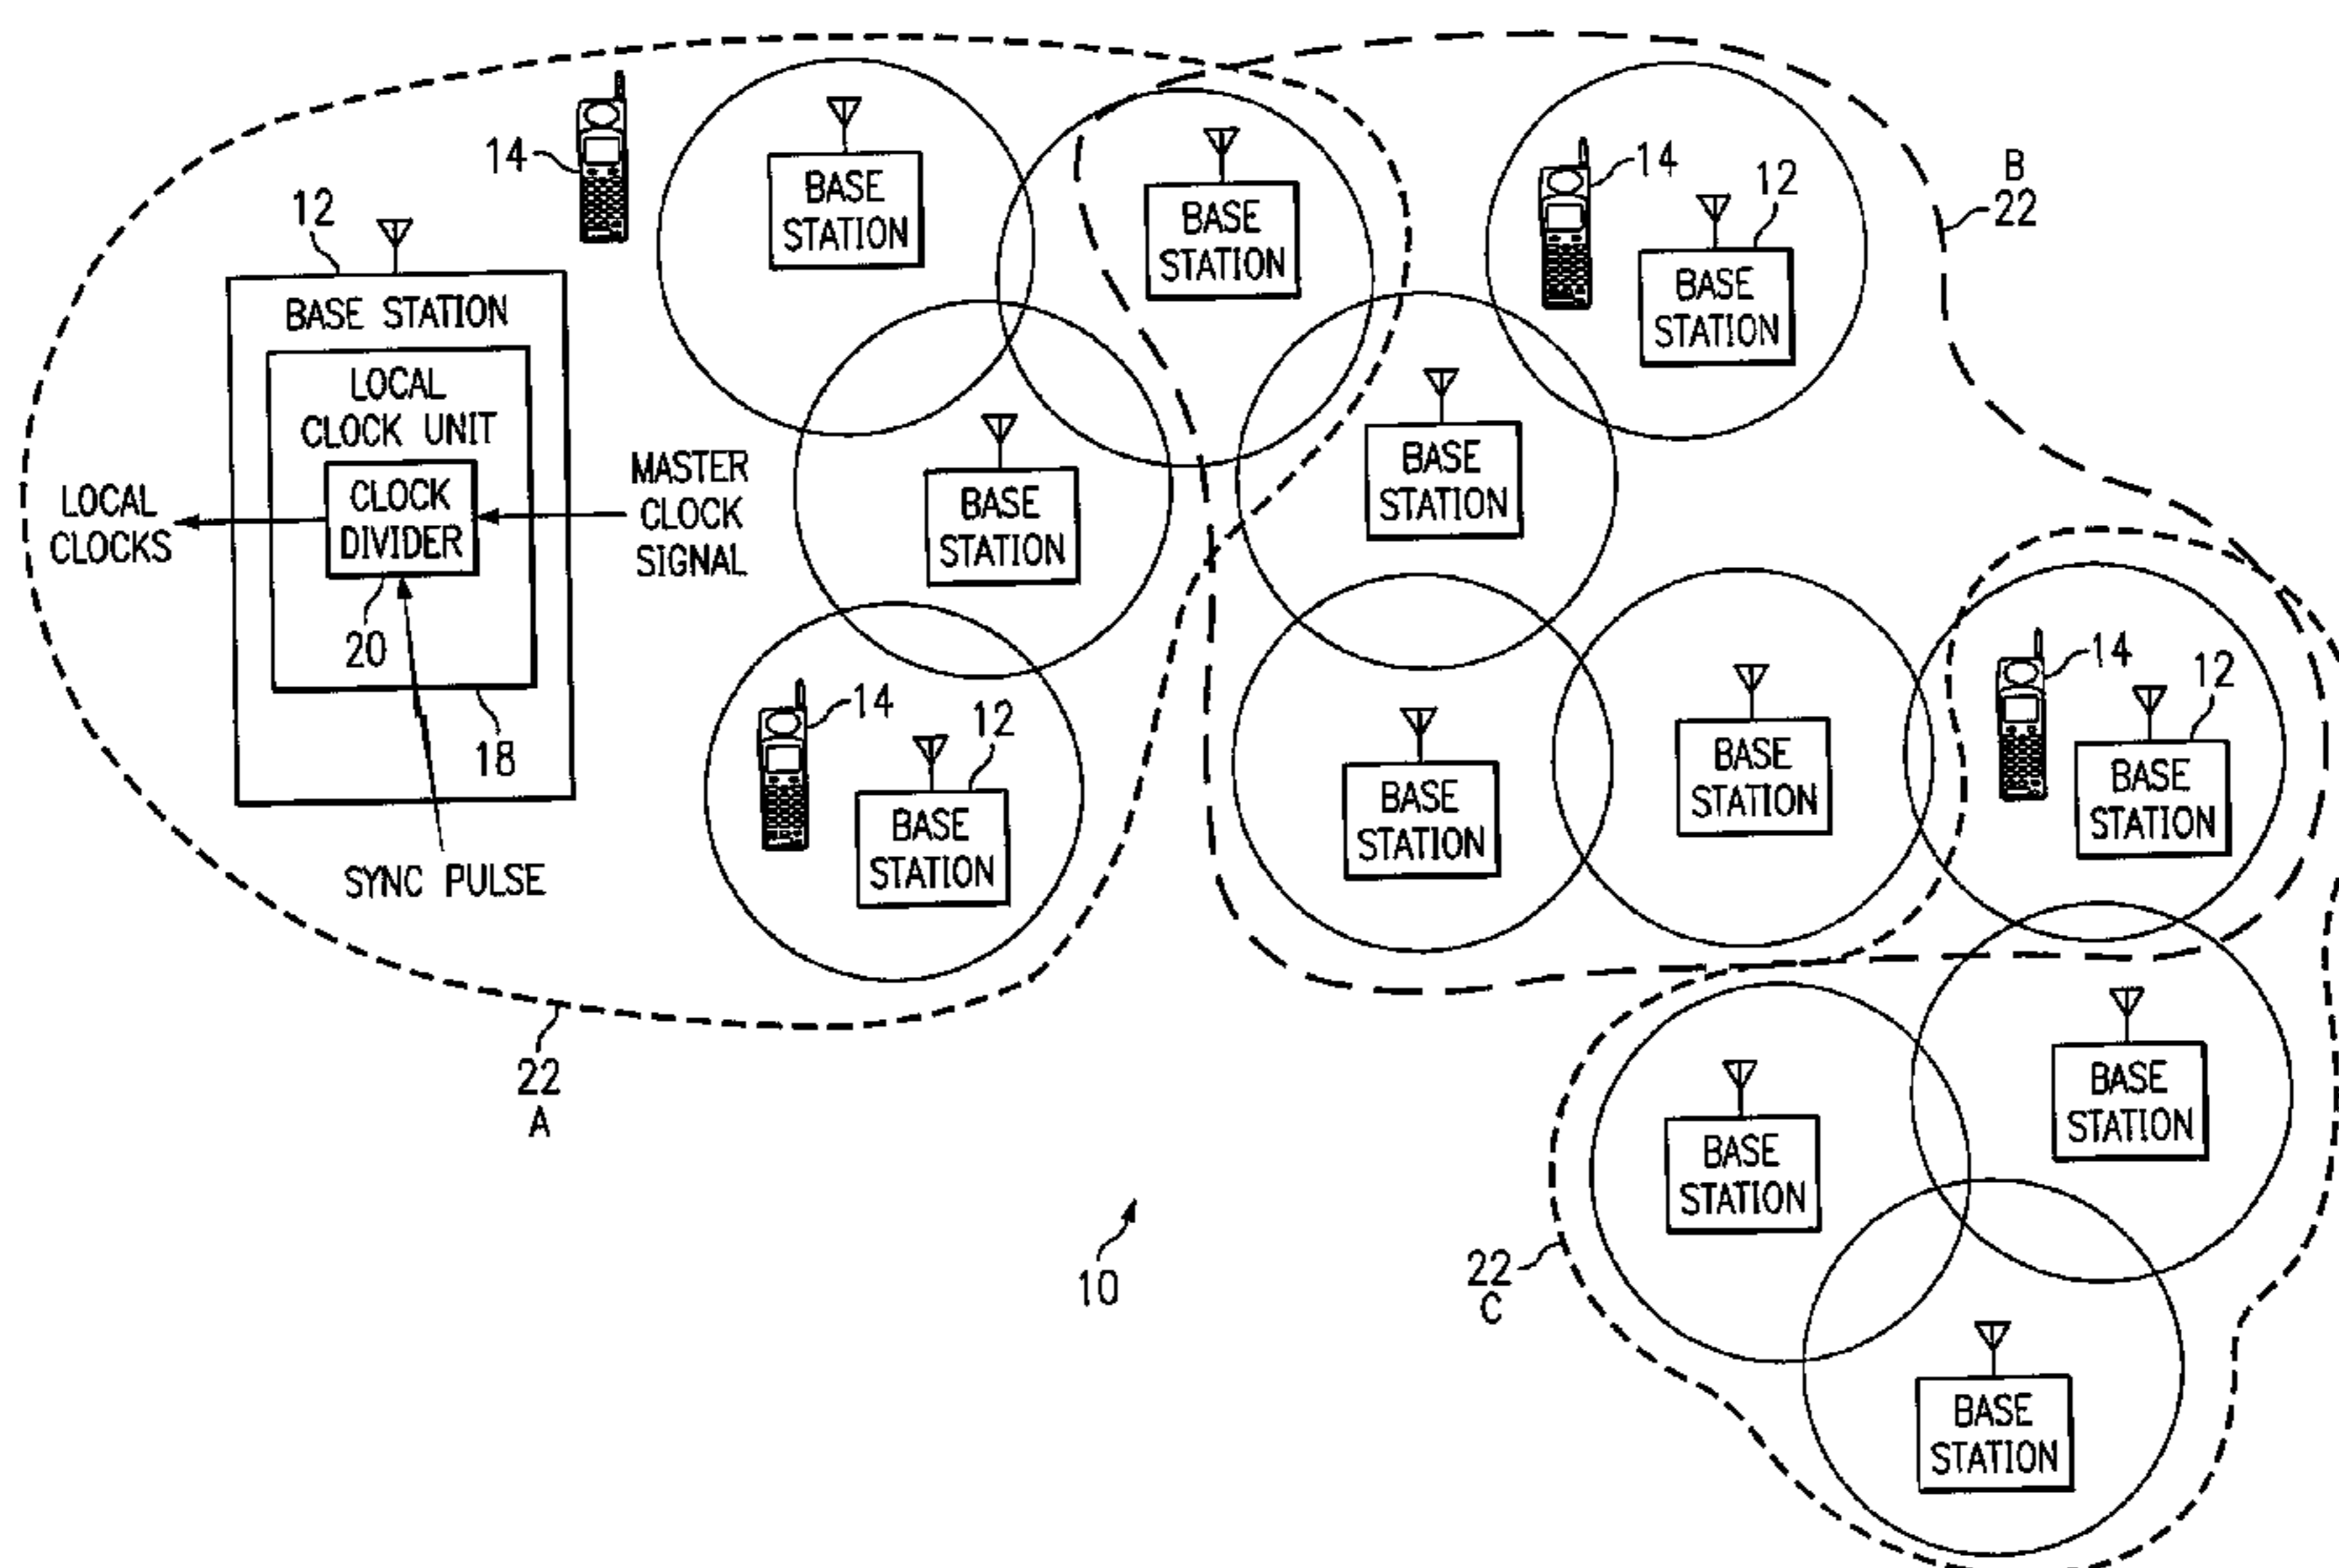 14
BASE
STATION
BASE
STATION
14
12
BASE
STATION
B
22
12
BASE STATION
LOCAL
CLOCK UNIT
CLOCK
DIVIDER
20
18
LOCAL
CLOCKS
MASTER
CLOCK
SIGNAL
SYNC PULSE
BASE
STATION
BASE
STATION
14
12
BASE
STATION
BASE
STATION
BASE
STATION
14
12
BASE
STATION
22
A
BASE
STATION
BASE
STATION
10
22
C
BASE
STATION